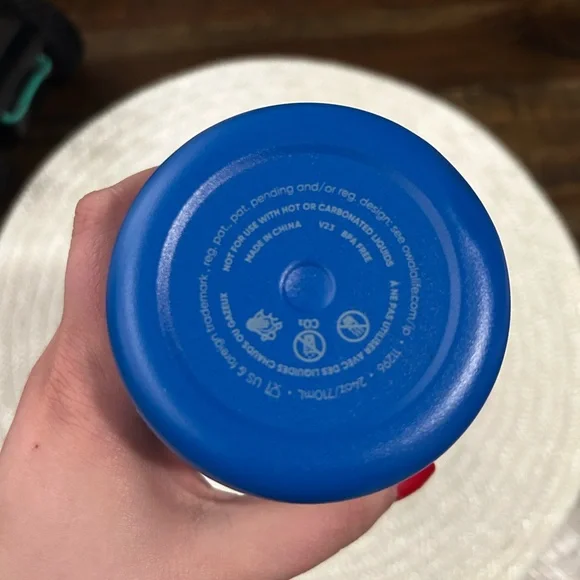 US & foreign trademark, reg. pat., pat. pending and/or reg. design: see owalalife.com/ip • 11296 • 24oz/710mL •
NOT FOR USE WITH HOT OR CARBONATED LIQUIDS
À NE PAS UTILISER AVEC DES LIQUIDES CHAUDS OU GAZEUX
MADE IN CHINA V23 BPA FREE